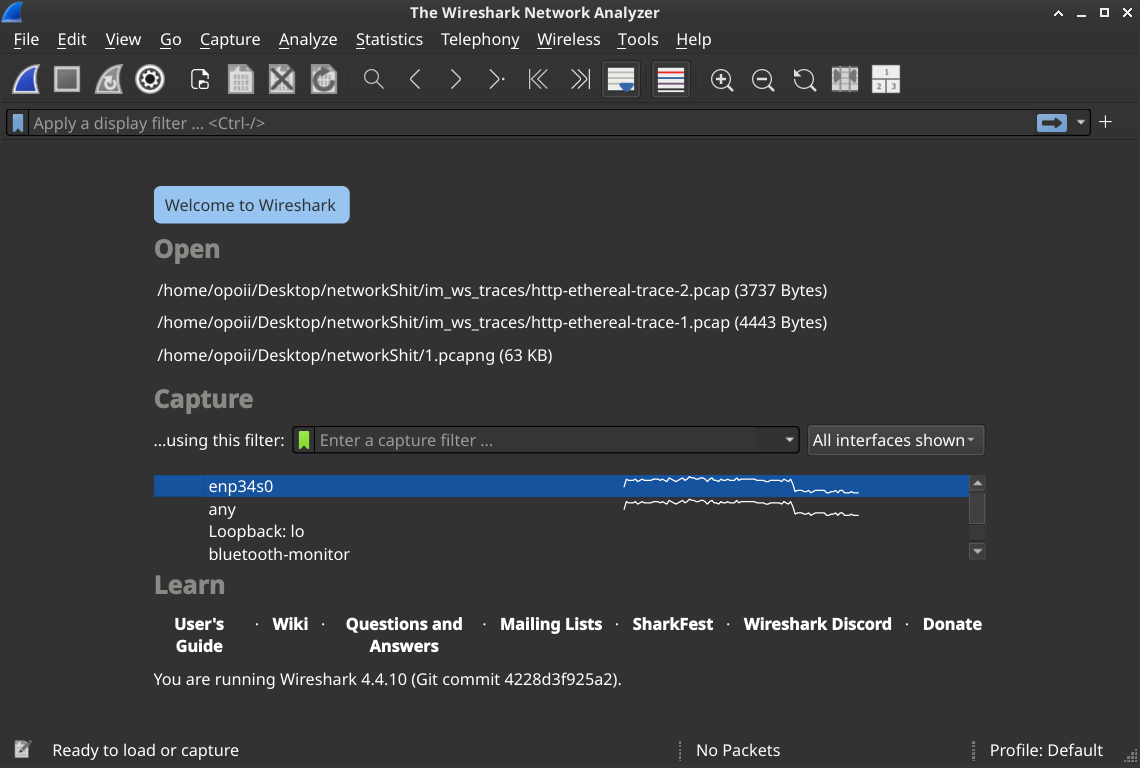 The Wireshark Network Analyzer
File Edit View Go Capture Analyze Statistics Telephony Wireless Tools Help
1
2 3
Apply a display filter ... <Ctrl-/>
Welcome to Wireshark
Open
/home/opoii/Desktop/networkShit/im_ws_traces/http-ethereal-trace-2.pcap (3737 Bytes)
/home/opoii/Desktop/networkShit/im_ws_traces/http-ethereal-trace-1.pcap (4443 Bytes)
/home/opoii/Desktop/networkShit/1.pcapng (63 KB)
Capture
...using this filter: Enter a capture filter ... All interfaces shown
enp34s0
any
Loopback: lo
bluetooth-monitor
Learn
User's Guide · Wiki · Questions and Answers · Mailing Lists · SharkFest · Wireshark Discord · Donate
You are running Wireshark 4.4.10 (Git commit 4228d3f925a2).
Ready to load or capture No Packets Profile: Default